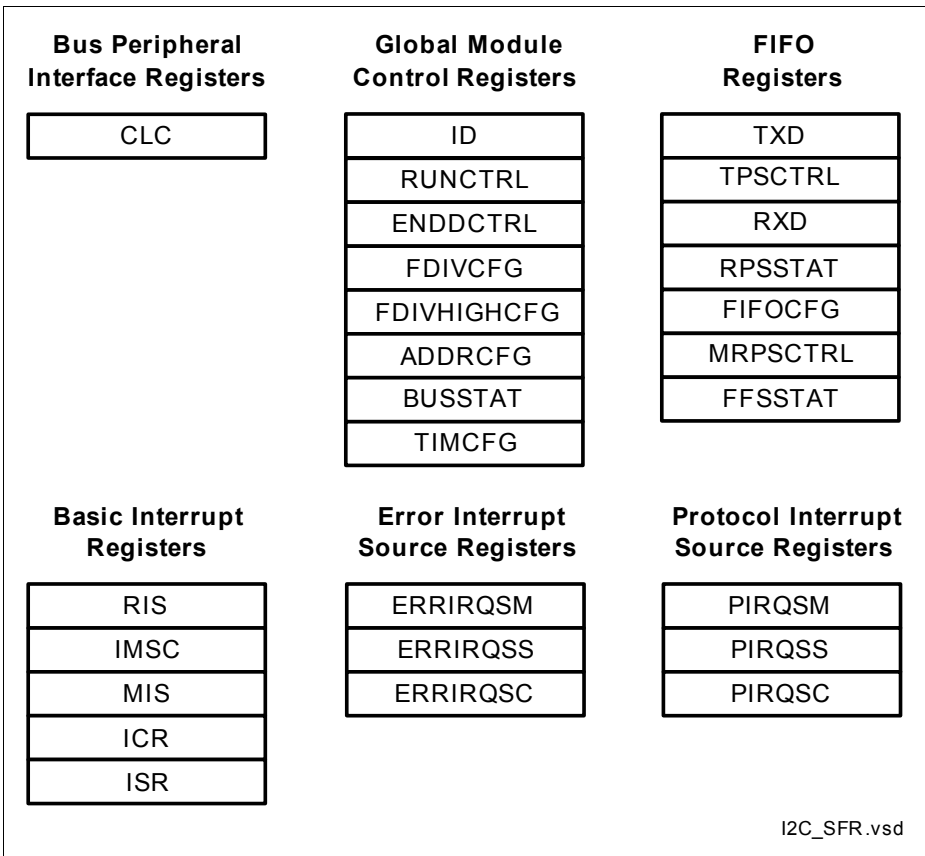 Bus Peripheral
Interface Registers
CLC
Global Module
Control Registers
ID
RUNCTRL
ENDDCTRL
FDIVCFG
FDIVHIGHCFG
ADDRCFG
BUSSTAT
TIMCFG
FIFO
Registers
TXD
TPSCTRL
RXD
RPSSTAT
FIFOCFG
MRPSCTRL
FFSSTAT
Basic Interrupt
Registers
RIS
IMSC
MIS
ICR
ISR
Error Interrupt
Source Registers
ERRIRQSM
ERRIRQSS
ERRIRQSC
Protocol Interrupt
Source Registers
PIRQSM
PIRQSS
PIRQSC
I2C_SFR.vsd